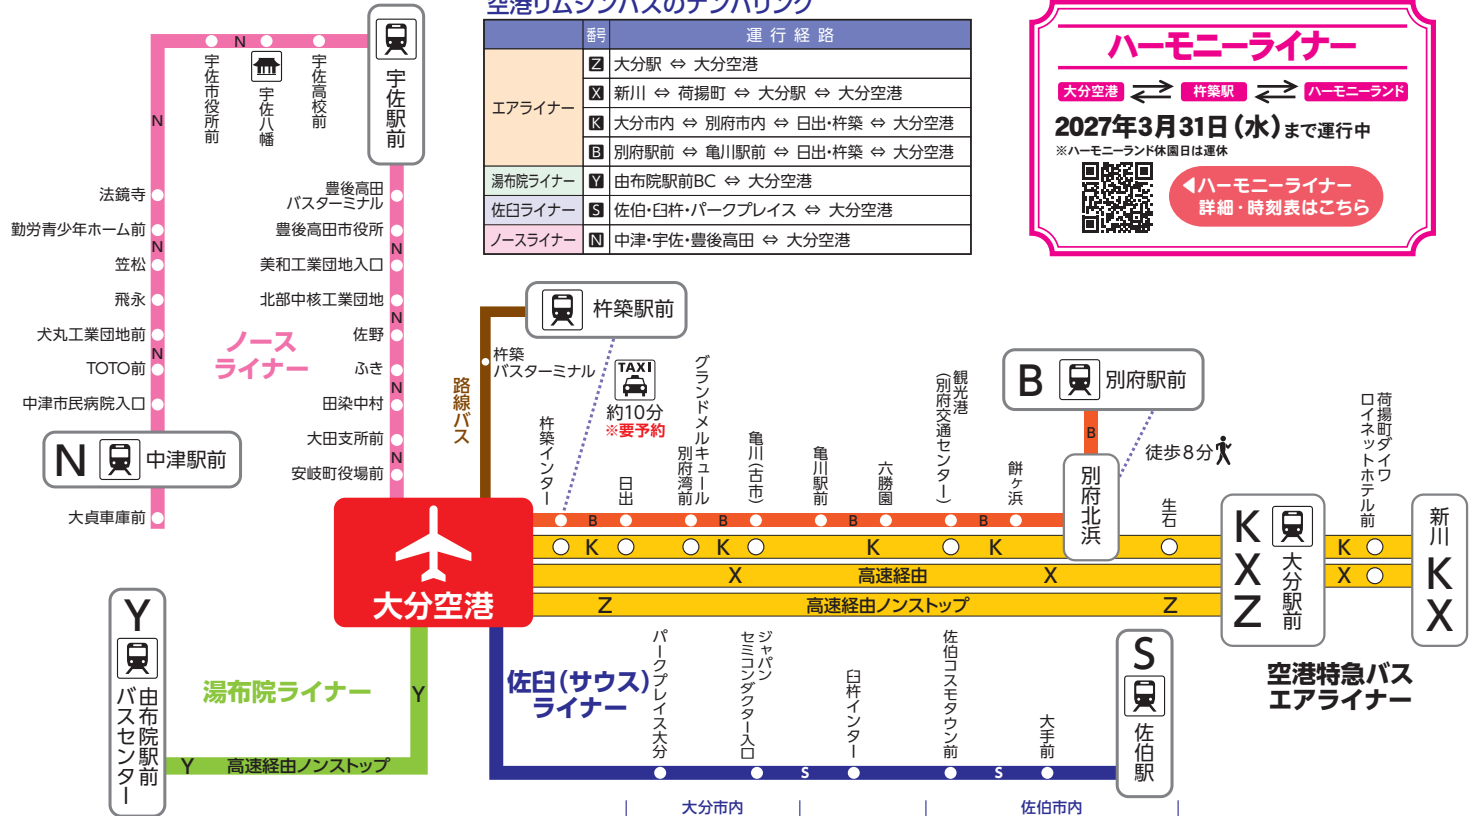 空港リムジンバスのナンバリング
番号 運行経路
エアライナー
Z 大分駅 ⇔ 大分空港
X 新川 ⇔ 荷揚町 ⇔ 大分駅 ⇔ 大分空港
K 大分市内 ⇔ 別府市内 ⇔ 日出・杵築 ⇔ 大分空港
B 別府駅前 ⇔ 亀川駅前 ⇔ 日出・杵築 ⇔ 大分空港
湯布院ライナー Y 由布院駅前BC ⇔ 大分空港
佐臼ライナー S 佐伯・臼杵・パークプレイス ⇔ 大分空港
ノースライナー N 中津・宇佐・豊後高田 ⇔ 大分空港
ハーモニーライナー
大分空港 ⇄ 杵築駅 ⇄ ハーモニーランド
2027年3月31日(水)まで運行中
※ハーモニーランド休園日は運休
◀ハーモニーライナー
詳細・時刻表はこちら
N
宇佐市役所前
宇佐八幡
宇佐高校前
宇佐駅前
N
法鏡寺
勤労青少年ホーム前
N
笠松
飛永
犬丸工業団地前
N
TOTO前
中津市民病院入口
N 中津駅前
大貞車庫前
ノース
ライナー
豊後高田
バスターミナル
豊後高田市役所
N
美和工業団地入口
北部中核工業団地
N
佐野
ふき
N
田染中村
大田支所前
N
安岐町役場前
杵築駅前
杵築
バスターミナル
路線バス
TAXI
約10分
※要予約
杵築インター
日出
グランドメルキュール
別府湾前
亀川(古市)
亀川駅前
六勝園
観光港
(別府交通センター)
餅ヶ浜
B 別府駅前
B
徒歩8分
別府北浜
生石
荷揚町ダイワ
ロイネットホテル前
B B B B
K K K K
K
X 高速経由 X
X
Z 高速経由ノンストップ Z
K
X
Z
大分駅前
新川
K
X
大分空港
空港特急バス
エアライナー
Y
由布院駅前
バスセンター
湯布院ライナー
Y
Y 高速経由ノンストップ
佐臼(サウス)
ライナー
パークプレイス大分
ジャパン
セミコンダクター入口
臼杵インター
佐伯コスモタウン前
大手前
S
佐伯駅
S S
大分市内
佐伯市内